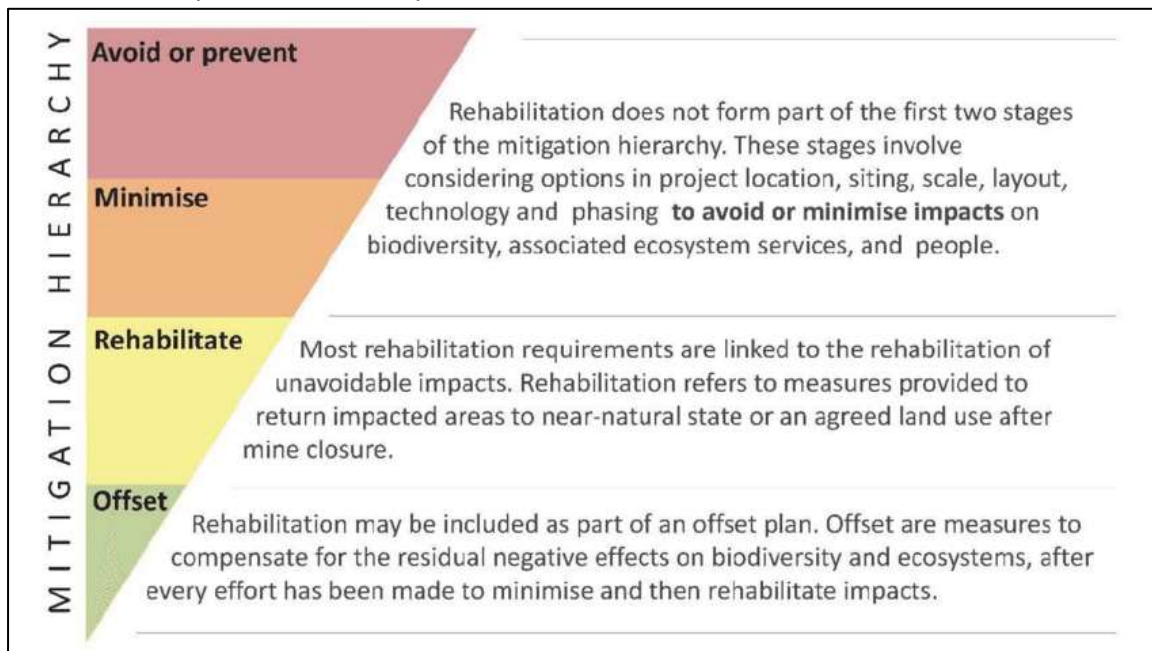 MITIGATION HIERARCHY
Avoid or prevent
Rehabilitation does not form part of the first two stages
of the mitigation hierarchy. These stages involve
considering options in project location, siting, scale, layout,
Minimise
technology and phasing to avoid or minimise impacts on
biodiversity, associated ecosystem services, and people.
Rehabilitate
Most rehabilitation requirements are linked to the rehabilitation of
unavoidable impacts. Rehabilitation refers to measures provided to
return impacted areas to near-natural state or an agreed land use after
mine closure.
Offset
Rehabilitation may be included as part of an offset plan. Offset are measures to
compensate for the residual negative effects on biodiversity and ecosystems, after
every effort has been made to minimise and then rehabilitate impacts.